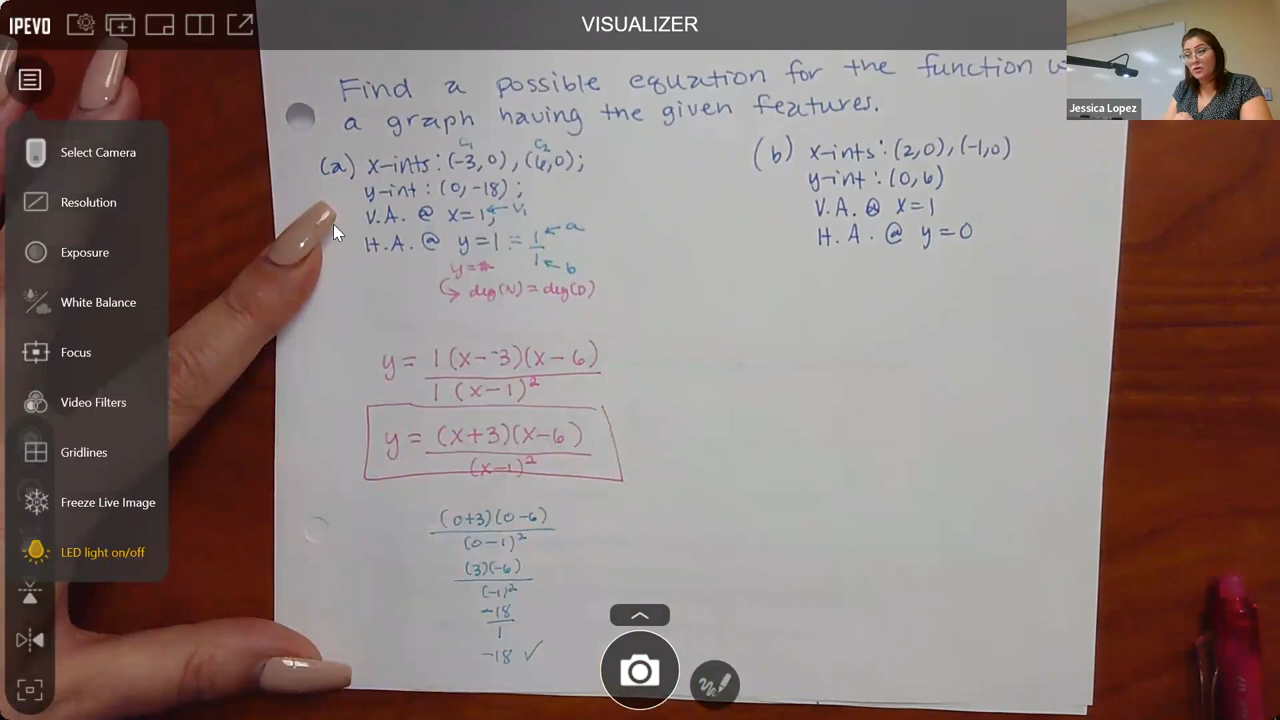 IPEVO
VISUALIZER
Jessica Lopez
Select Camera
Resolution
Exposure
White Balance
Focus
Video Filters
Gridlines
Freeze Live Image
LED light on/off
Find a possible equation for the function
a graph having the given features.
(a) x-ints: (-3,0), (6,0);
C₁ C₂
y-int: (0,-18);
V.A. @ x=1; ← V₁
H.A. @ y=1 = 1/1 ← a ← b
y=#
↳ deg(N) = deg(D)
y = 1(x--3)(x-6)
1 (x-1)²
y = (x+3)(x-6)
(x-1)²
(0+3)(0-6)
(0-1)²
(3)(-6)
(-1)²
-18
1
-18 ✓
(b) x-ints: (2,0), (-1,0)
y-int: (0,6)
V.A. @ x=1
H.A. @ y=0